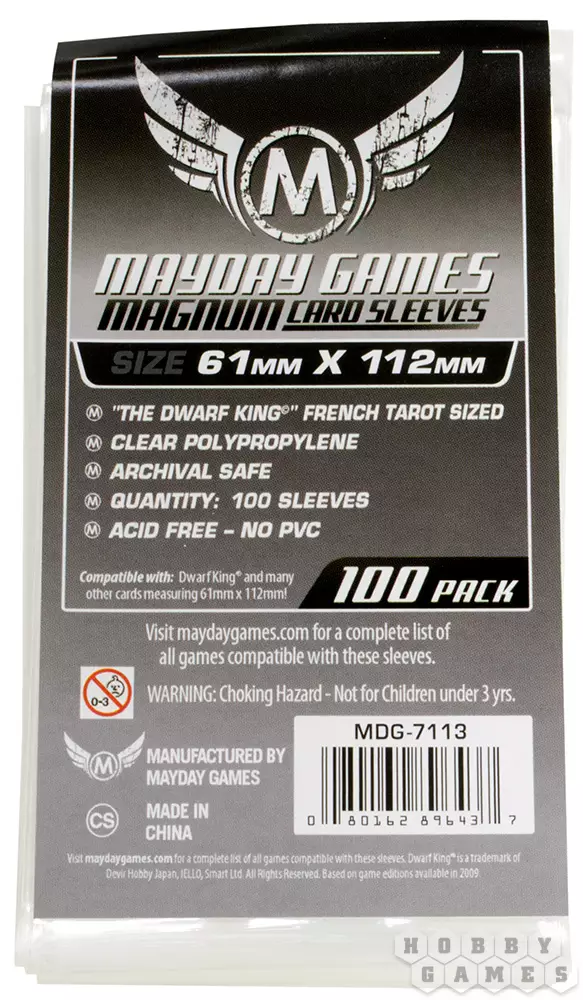 M
MAYDAY GAMES
MAGNUM CARD SLEEVES
SIZE 61MM X 112MM
M "THE DWARF KING©" FRENCH TAROT SIZED
M CLEAR POLYPROPYLENE
M ARCHIVAL SAFE
M QUANTITY: 100 SLEEVES
M ACID FREE – NO PVC
Compatible with: Dwarf King® and many
other cards measuring 61mm x 112mm!
100 PACK
Visit maydaygames.com for a complete list of
all games compatible with these sleeves.
0-3
WARNING: Choking Hazard - Not for Children under 3 yrs.
M
MANUFACTURED BY
MAYDAY GAMES
CS
MADE IN
CHINA
MDG-7113
0 80162 89643 7
Visit maydaygames.com for a complete list of all games compatible with these sleeves. Dwarf King® is a trademark of
Devir Hobby Japan, IELLO, Smart Ltd. All Rights Reserved. Based on game editions available in 2009.
HOBBY
GAMES